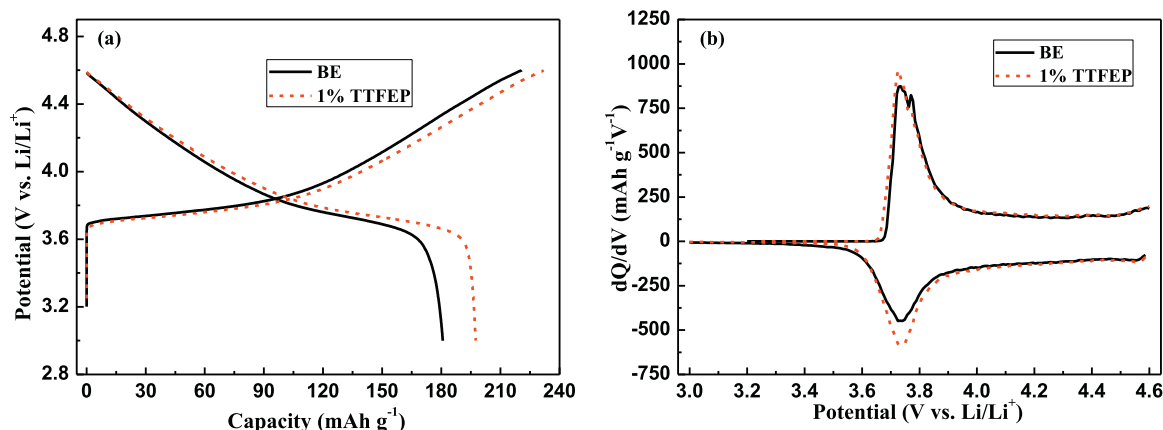 (a)
BE
1% TTFEP
Potential (V vs. Li/Li⁺)
4.8
4.4
4.0
3.6
3.2
2.8
0 30 60 90 120 150 180 210 240
Capacity (mAh g⁻¹)
(b)
BE
1% TTFEP
dQ/dV (mAh g⁻¹V⁻¹)
1250
1000
750
500
250
0
-250
-500
-750
3.0 3.2 3.4 3.6 3.8 4.0 4.2 4.4 4.6
Potential (V vs. Li/Li⁺)